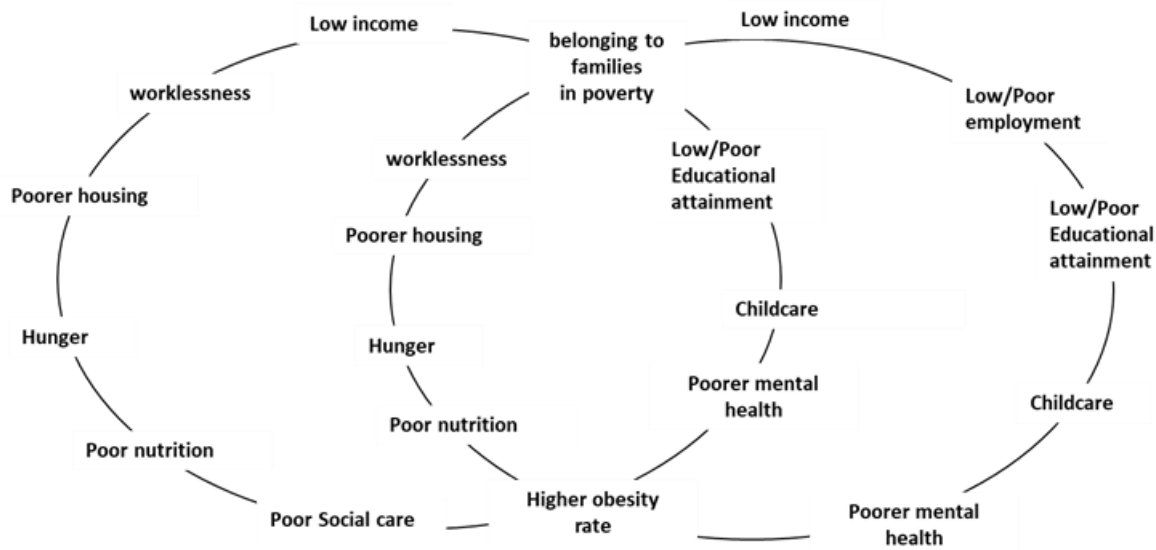 Low income
belonging to
families
in poverty
Low income
worklessness
Low/Poor
employment
worklessness
Low/Poor
Educational
attainment
Poorer housing
Low/Poor
Educational
attainment
Poorer housing
Childcare
Hunger
Hunger
Poorer mental
health
Childcare
Poor nutrition
Poor nutrition
Higher obesity
rate
Poor Social care
Poorer mental
health